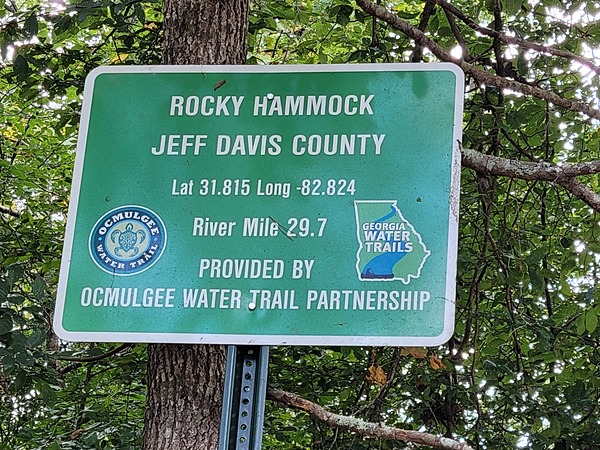 ROCKY HAMMOCK
JEFF DAVIS COUNTY
Lat 31.815 Long -82.824
River Mile 29.7
PROVIDED BY
OCMULGEE WATER TRAIL PARTNERSHIP
OCMULGEE
WATER TRAIL
GEORGIA
WATER
TRAILS